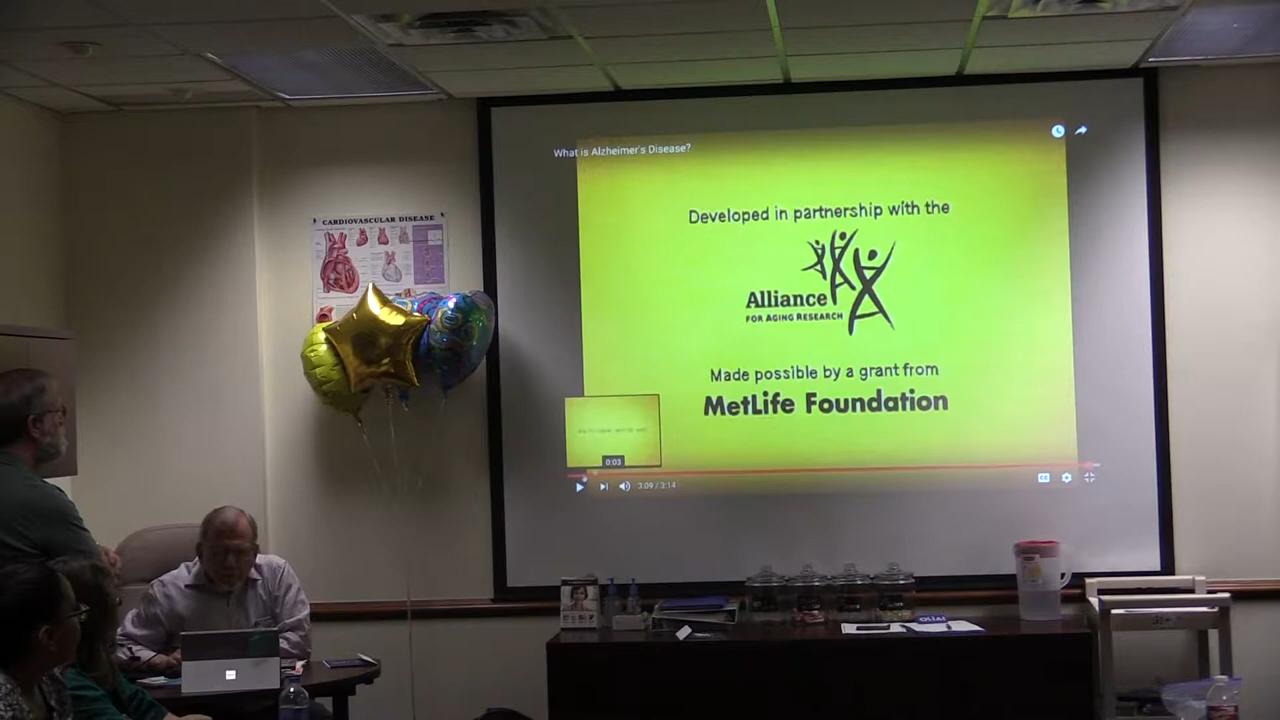 CARDIOVASCULAR DISEASE
What is Alzheimer's Disease?
Developed in partnership with the
Alliance
FOR AGING RESEARCH
Made possible by a grant from
MetLife Foundation
0:03
3:09 / 3:14
CC